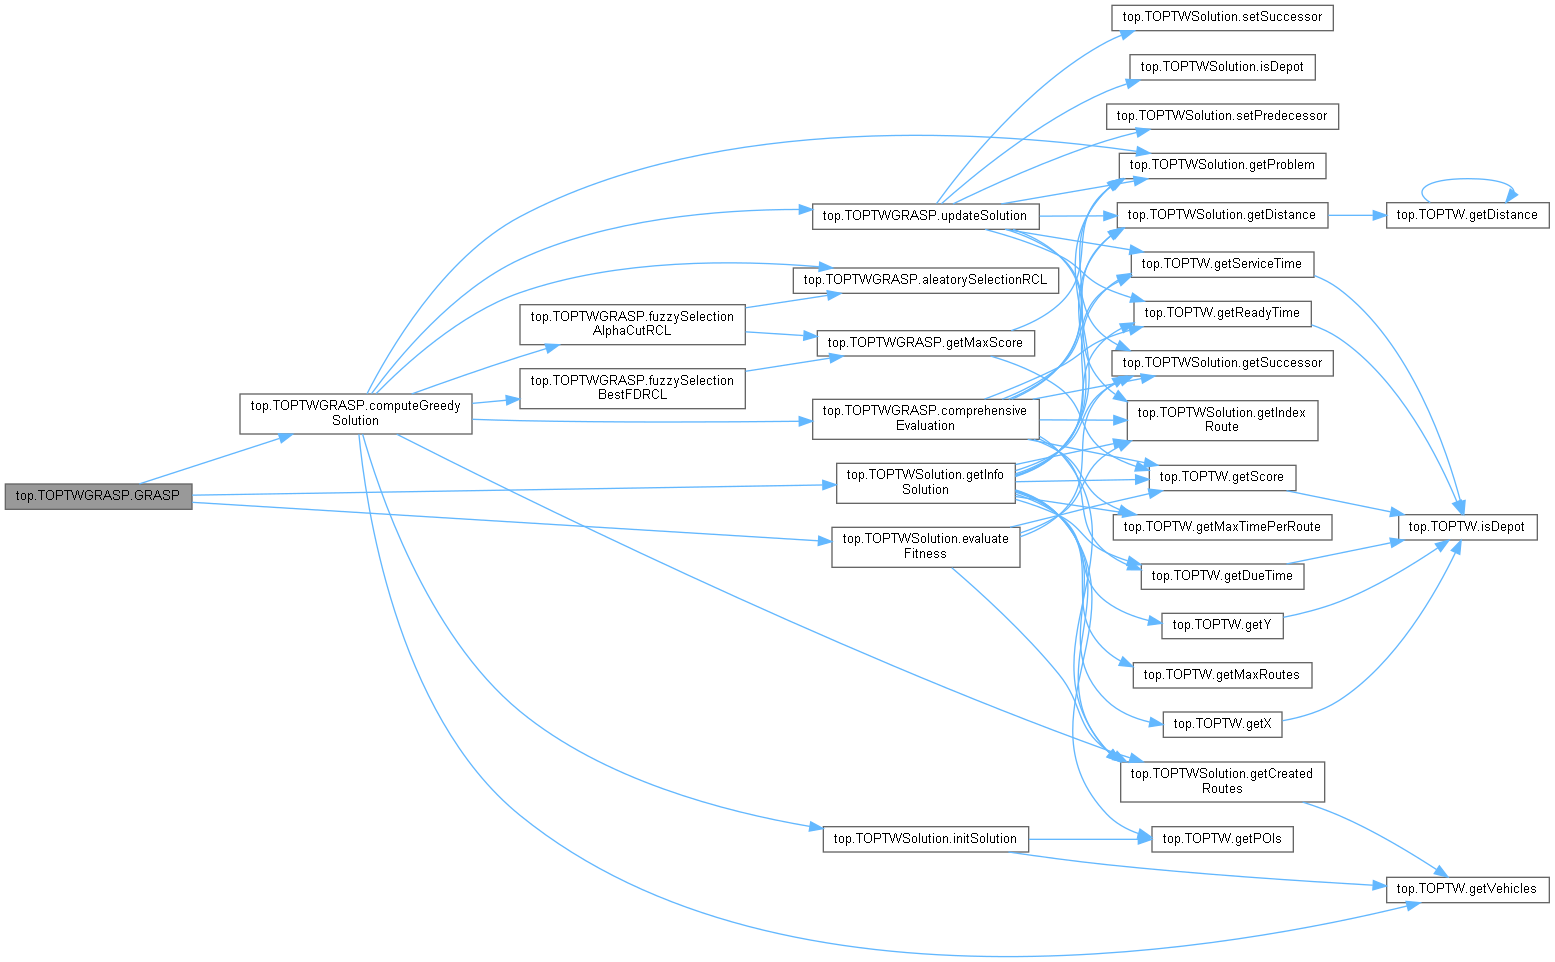 top.TOPTWSolution.setSuccessor
top.TOPTWSolution.isDepot
top.TOPTWSolution.setPredecessor
top.TOPTWSolution.getProblem
top.TOPTWGRASP.updateSolution
top.TOPTWSolution.getDistance
top.TOPTW.getDistance
top.TOPTW.getServiceTime
top.TOPTWGRASP.aleatorySelectionRCL
top.TOPTW.getReadyTime
top.TOPTWGRASP.fuzzySelection
AlphaCutRCL
top.TOPTWGRASP.getMaxScore
top.TOPTWSolution.getSuccessor
top.TOPTWGRASP.fuzzySelection
BestFDRCL
top.TOPTWGRASP.computeGreedy
Solution
top.TOPTWGRASP.comprehensive
Evaluation
top.TOPTWSolution.getIndex
Route
top.TOPTWSolution.getInfo
Solution
top.TOPTW.getScore
top.TOPTWGRASP.GRASP
top.TOPTW.getMaxTimePerRoute
top.TOPTW.isDepot
top.TOPTWSolution.evaluate
Fitness
top.TOPTW.getDueTime
top.TOPTW.getY
top.TOPTW.getMaxRoutes
top.TOPTW.getX
top.TOPTWSolution.getCreated
Routes
top.TOPTWSolution.initSolution
top.TOPTW.getPOIs
top.TOPTW.getVehicles